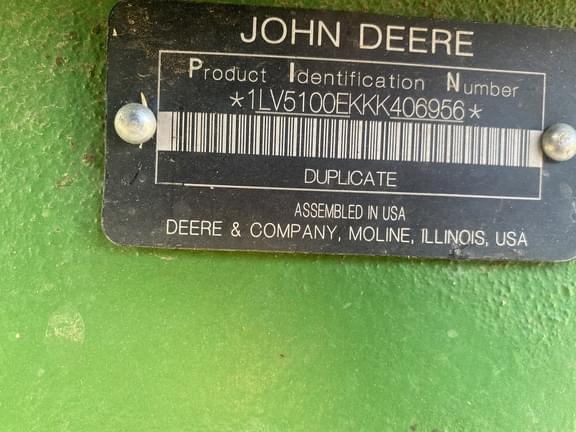 JOHN DEERE
Product Identification Number
*1LV5100EKKK406956*
DUPLICATE
ASSEMBLED IN USA
DEERE & COMPANY, MOLINE, ILLINOIS, USA